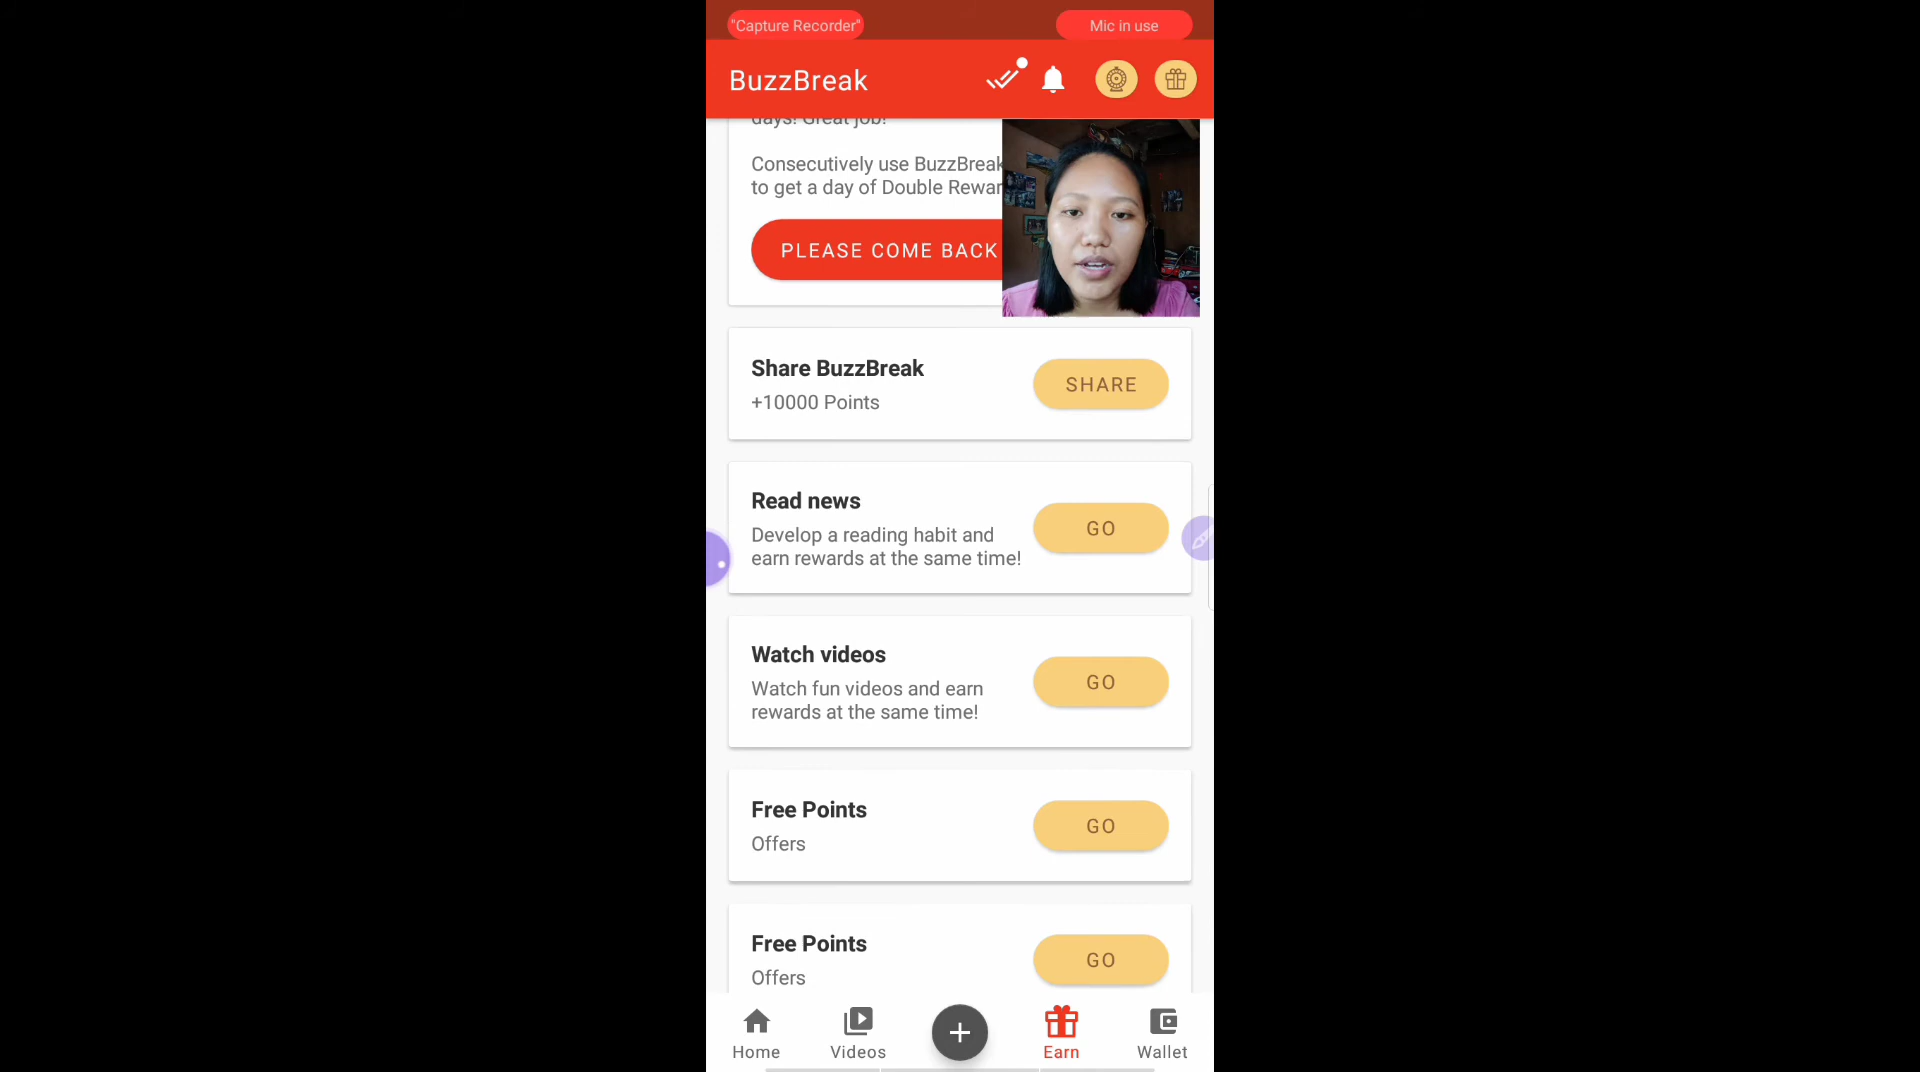 "Capture Recorder"
Mic in use
BuzzBreak
days! Great job!
Consecutively use BuzzBreak
to get a day of Double Rewar
PLEASE COME BACK
Share BuzzBreak
+10000 Points
SHARE
Read news
Develop a reading habit and
earn rewards at the same time!
GO
Watch videos
Watch fun videos and earn
rewards at the same time!
GO
Free Points
Offers
GO
Free Points
Offers
GO
Home
Videos
Earn
Wallet